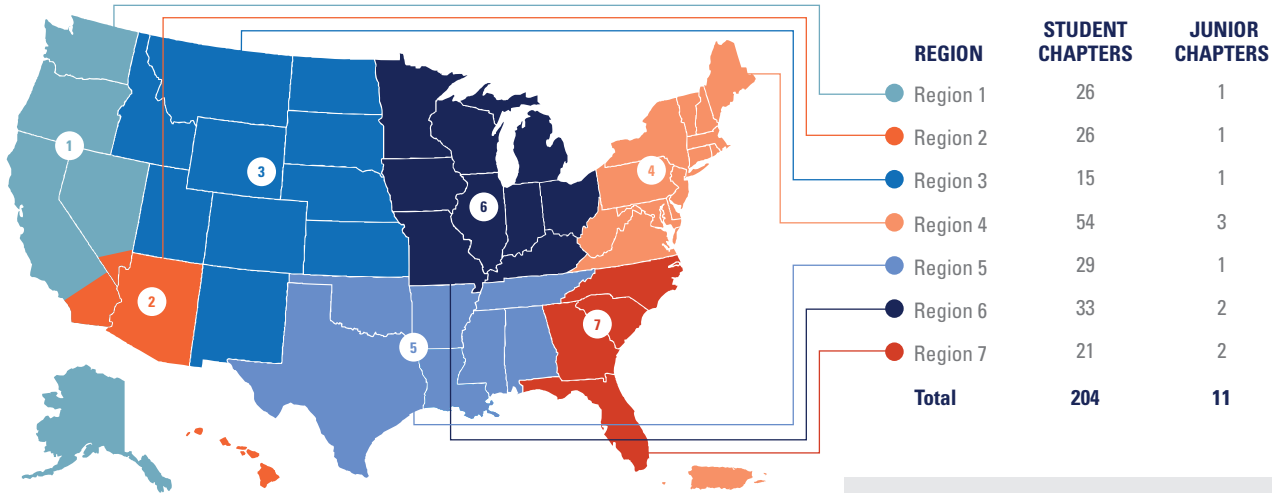 STUDENT JUNIOR
REGION CHAPTERS CHAPTERS
Region 1 26 1
Region 2 26 1
Region 3 15 1
Region 4 54 3
Region 5 29 1
Region 6 33 2
Region 7 21 2
Total 204 11
1
3
4
6
2
7
5